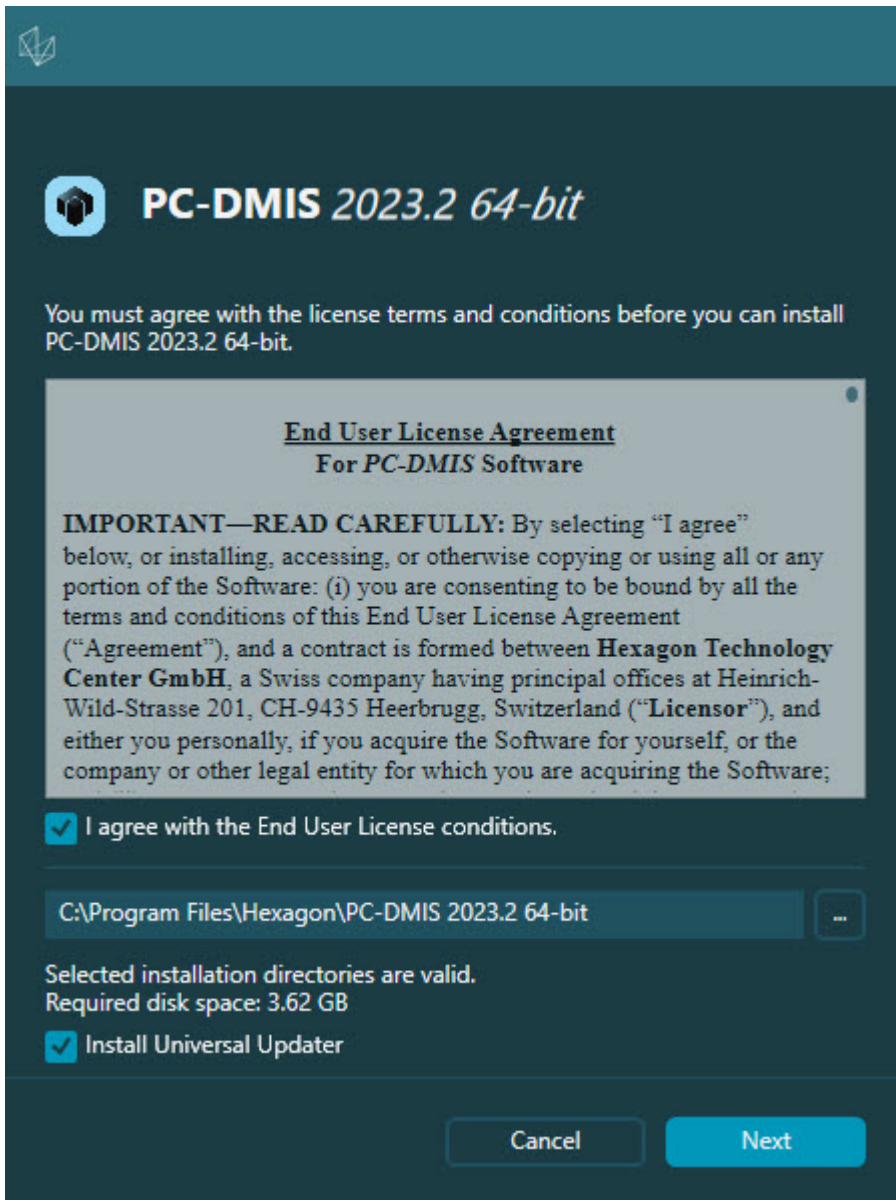 PC-DMIS 2023.2 64-bit
You must agree with the license terms and conditions before you can install
PC-DMIS 2023.2 64-bit.
End User License Agreement
For PC-DMIS Software
IMPORTANT—READ CAREFULLY: By selecting “I agree”
below, or installing, accessing, or otherwise copying or using all or any
portion of the Software: (i) you are consenting to be bound by all the
terms and conditions of this End User License Agreement
(“Agreement”), and a contract is formed between Hexagon Technology
Center GmbH, a Swiss company having principal offices at Heinrich-
Wild-Strasse 201, CH-9435 Heerbrugg, Switzerland (“Licensor”), and
either you personally, if you acquire the Software for yourself, or the
company or other legal entity for which you are acquiring the Software;
I agree with the End User License conditions.
C:\Program Files\Hexagon\PC-DMIS 2023.2 64-bit
...
Selected installation directories are valid.
Required disk space: 3.62 GB
Install Universal Updater
Cancel Next